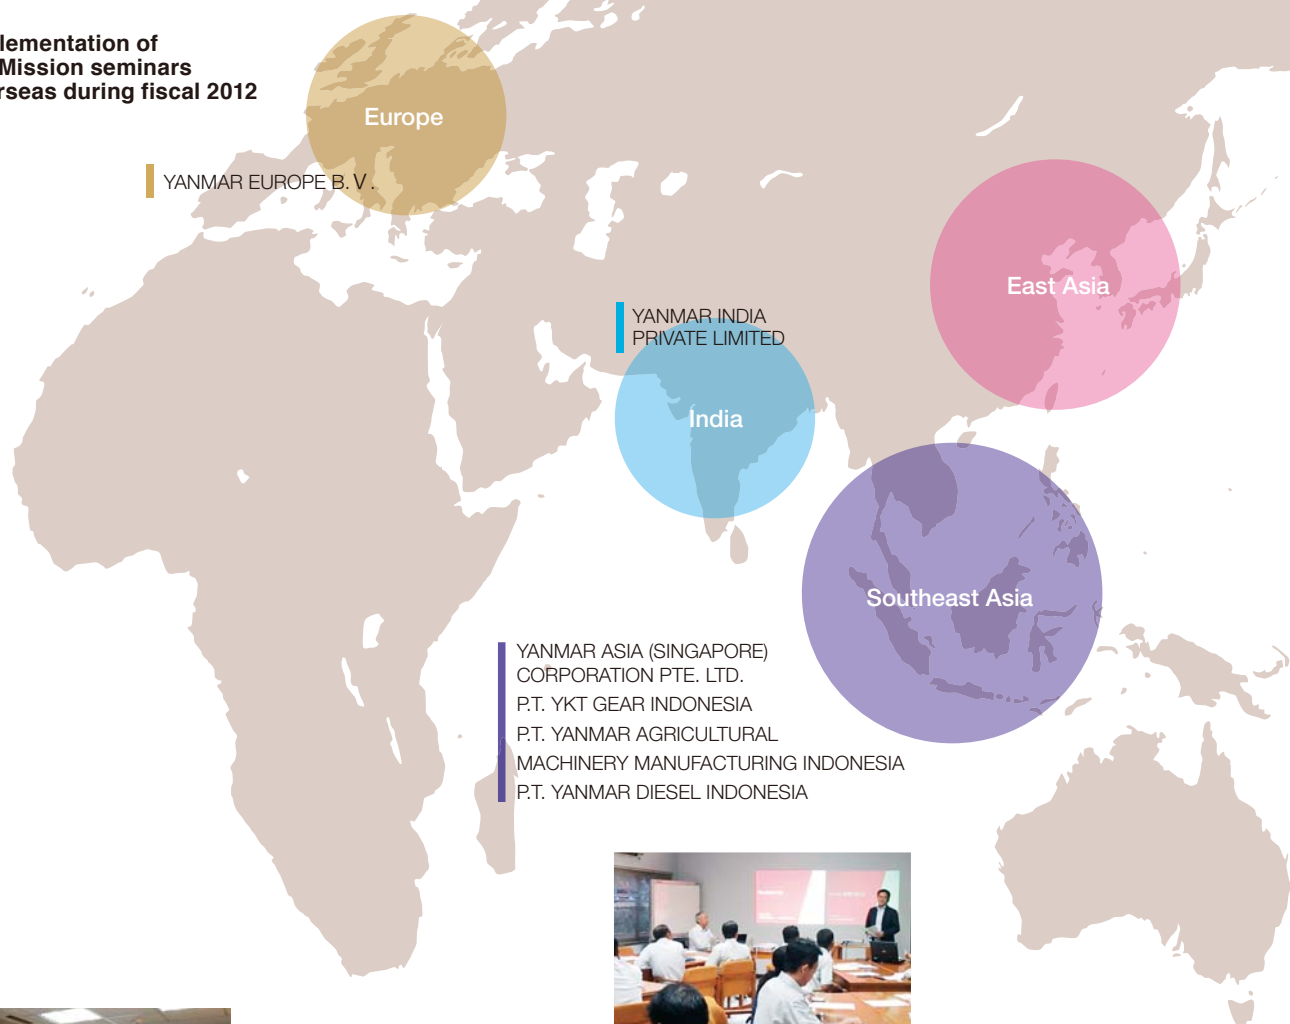 lementation of
Mission seminars
rseas during fiscal 2012
Europe
YANMAR EUROPE B. V .
East Asia
YANMAR INDIA
PRIVATE LIMITED
India
Southeast Asia
YANMAR ASIA (SINGAPORE)
CORPORATION PTE. LTD.
P.T. YKT GEAR INDONESIA
P.T. YANMAR AGRICULTURAL
MACHINERY MANUFACTURING INDONESIA
P.T. YANMAR DIESEL INDONESIA